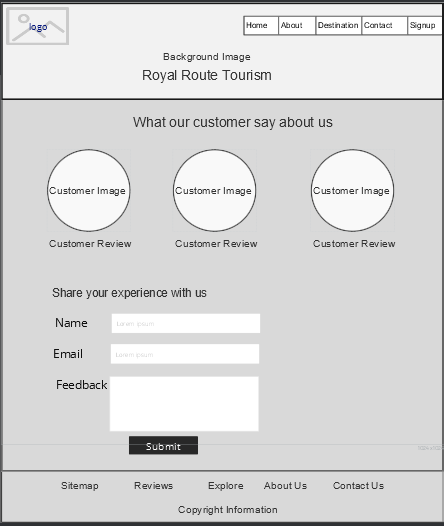 logo
Home About Destination Contact Signup
Background Image
Royal Route Tourism
What our customer say about us
Customer Image Customer Image Customer Image
Customer Review Customer Review Customer Review
Share your experience with us
Name Lorem ipsum
Email Lorem ipsum
Feedback
Submit
Sitemap Reviews Explore About Us Contact Us
Copyright Information